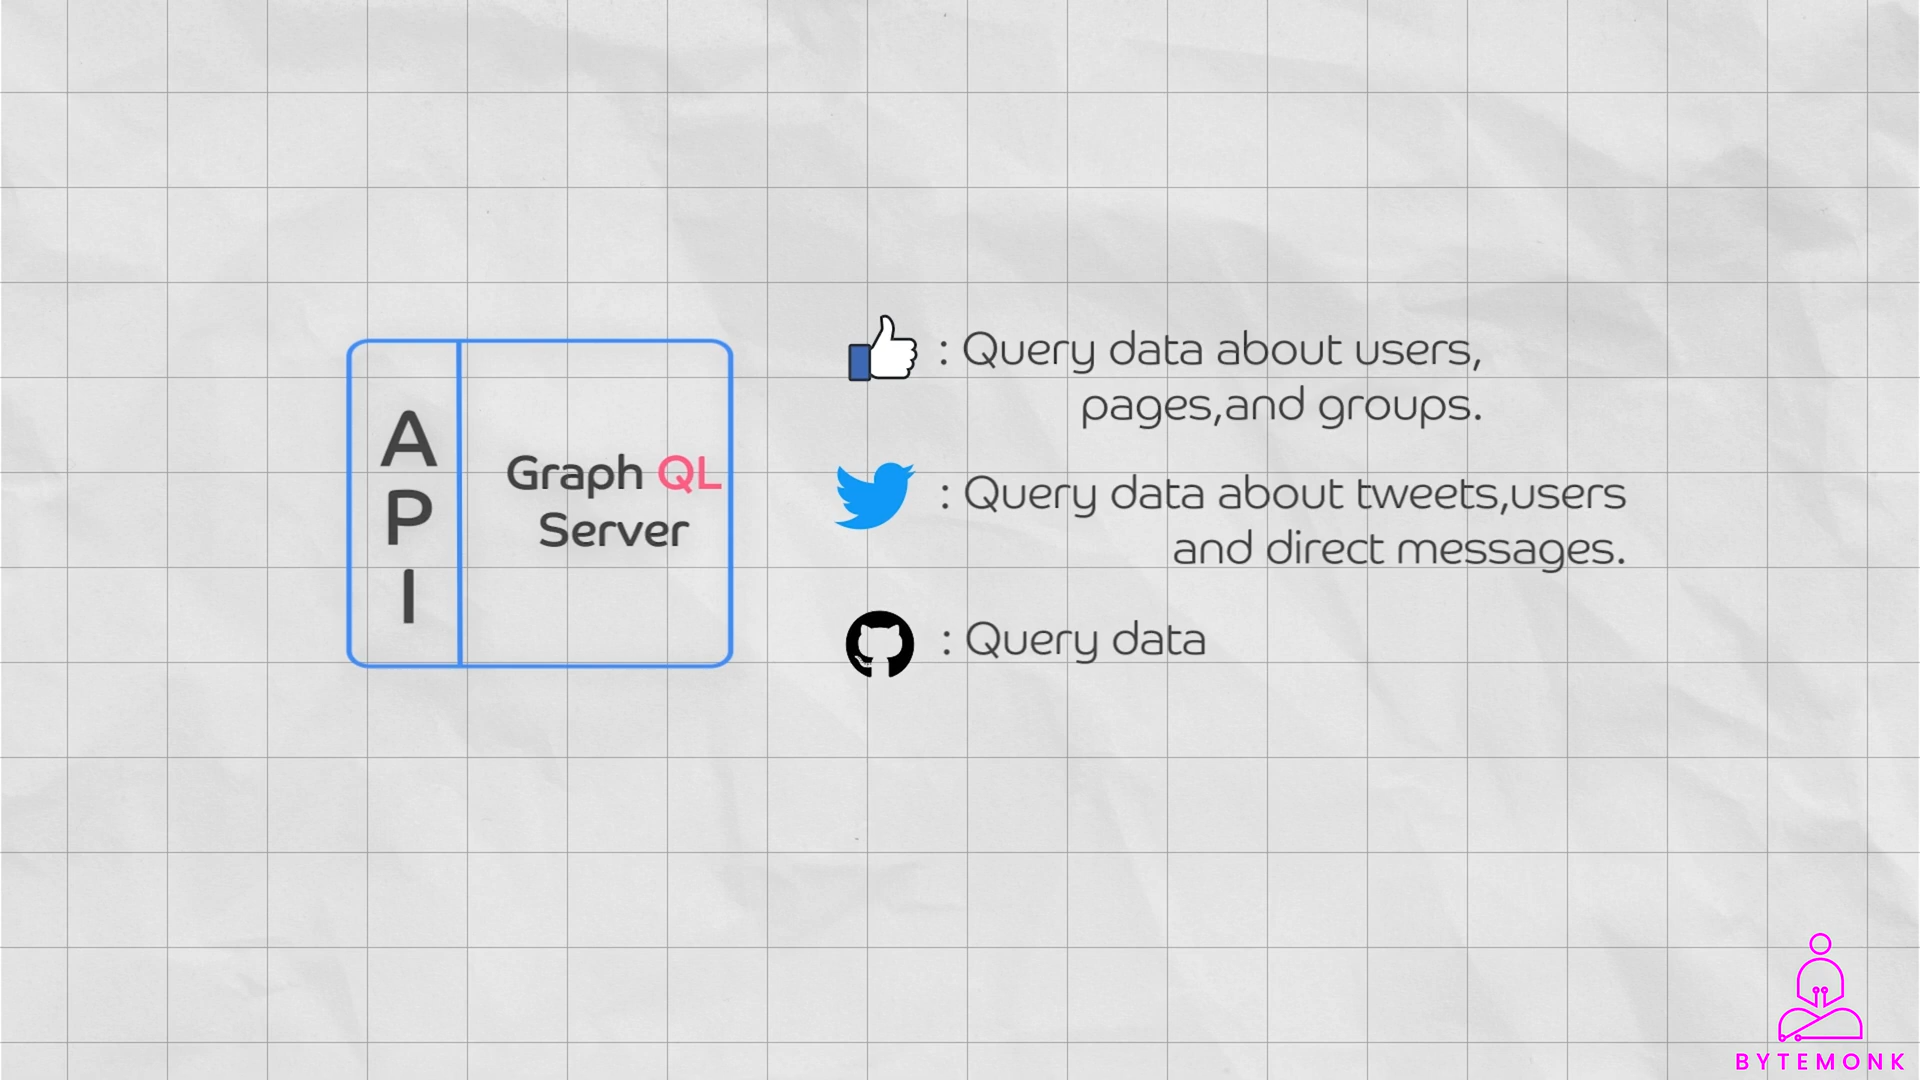 A
P
I
Graph QL
Server
: Query data about users,
pages,and groups.
: Query data about tweets,users
and direct messages.
: Query data
BYTEMONK